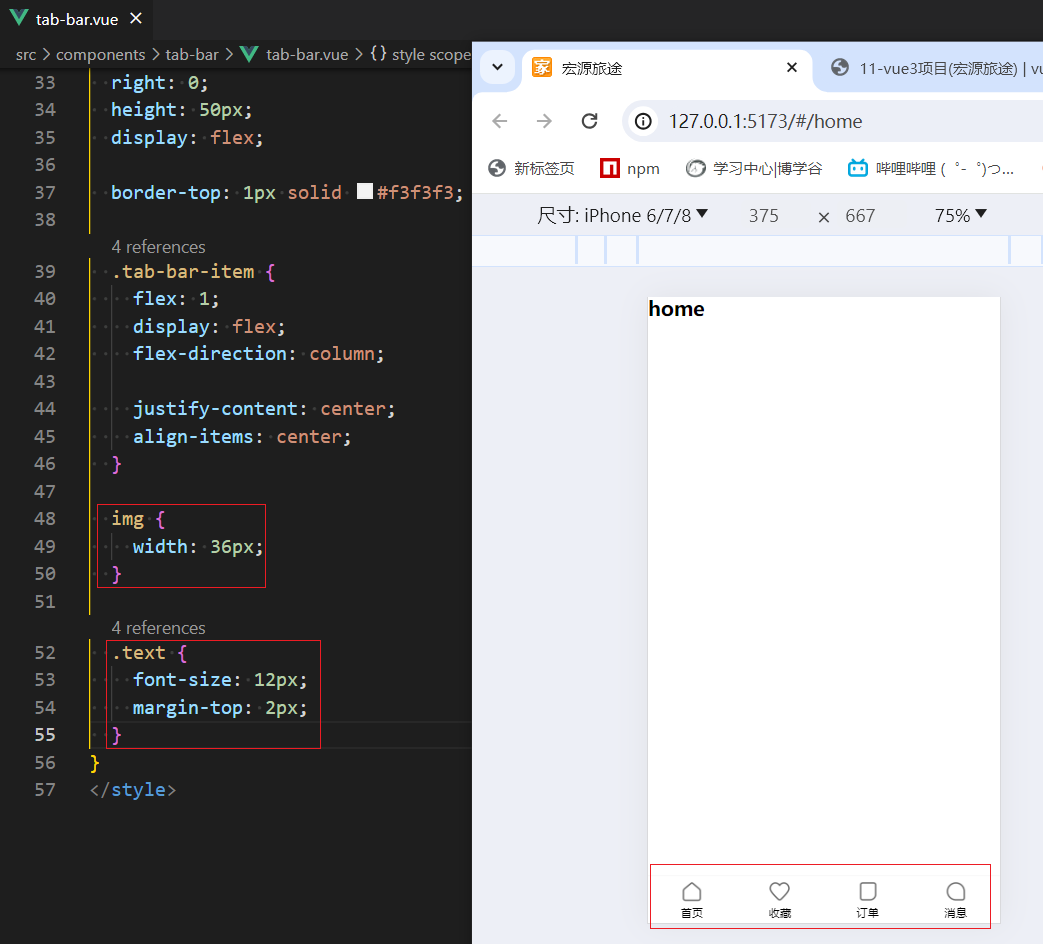 tab-bar.vue
src > components > tab-bar > tab-bar.vue > {} style scope
33 right: 0;
34 height: 50px;
35 display: flex;
36
37 border-top: 1px solid #f3f3f3;
38
4 references
39 .tab-bar-item {
40 flex: 1;
41 display: flex;
42 flex-direction: column;
43
44 justify-content: center;
45 align-items: center;
46 }
47
48 img {
49 width: 36px;
50 }
51
4 references
52 .text {
53 font-size: 12px;
54 margin-top: 2px;
55 }
56 }
57 </style>
家 宏源旅途
11-vue3项目(宏源旅途) | vu
127.0.0.1:5173/#/home
新标签页 npm 学习中心|博学谷 哔哩哔哩 (゜-゜)つ...
尺寸: iPhone 6/7/8 ▼ 375 × 667 75% ▼
home
首页 收藏 订单 消息